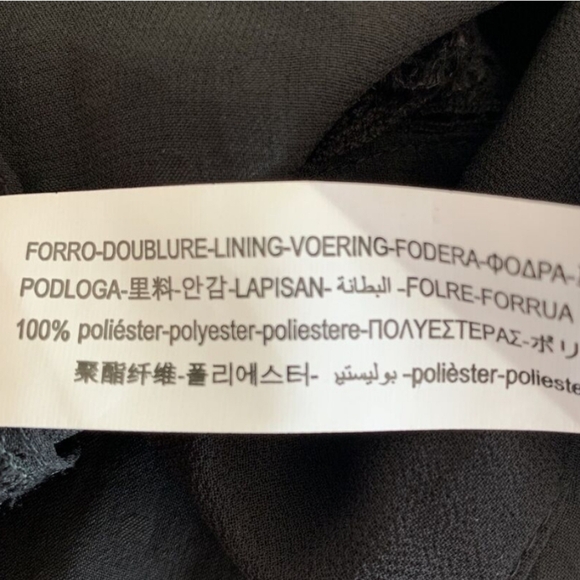 FORRO-DOUBLURE-LINING-VOERING-FODERA-ΦΟΔΡΑ-
PODLOGA-里料-안감-LAPISAN- البطانة -FOLRE-FORRUA
100% poliéster-polyester-poliestere-ΠΟΛΥΕΣΤΕΡΑΣ-ポリ
聚酯纤维-폴리에스터- بوليستير -polièster-polieste